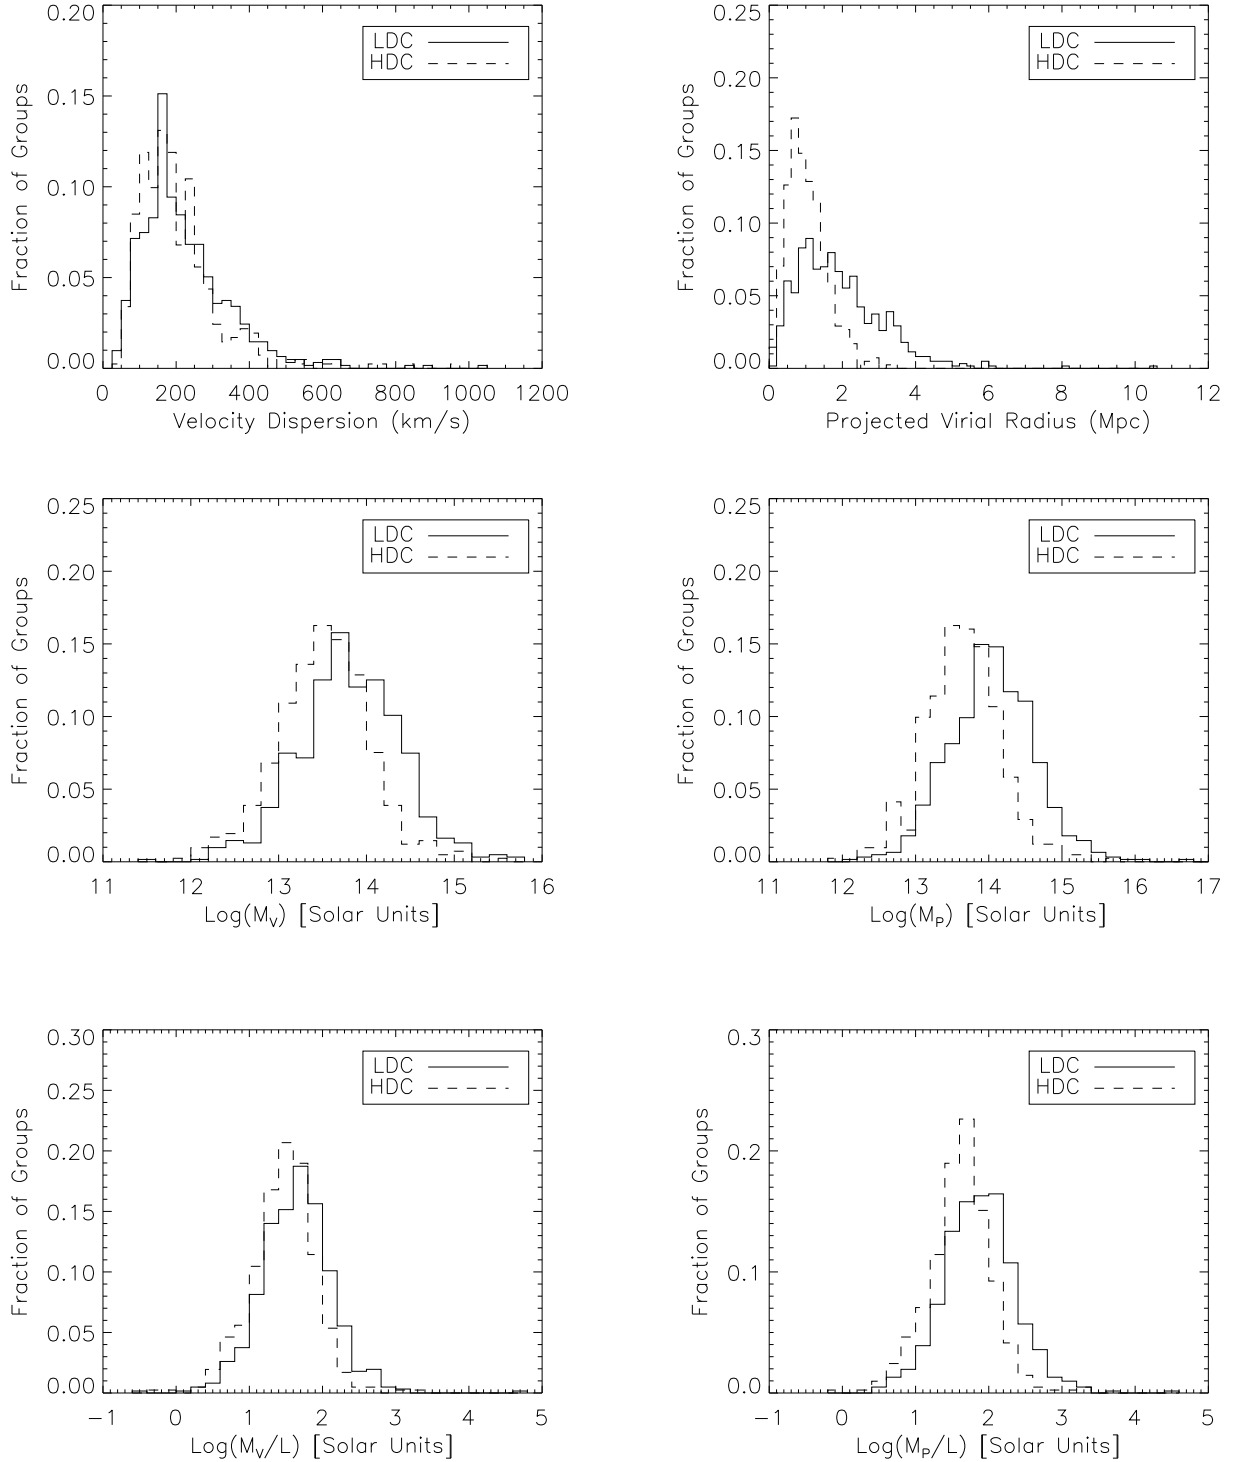 0.20
0.15
0.10
0.05
0.00
Fraction of Groups
LDC
HDC
0 200 400 600 800 1000 1200
Velocity Dispersion (km/s)
0.25
0.20
0.15
0.10
0.05
0.00
Fraction of Groups
LDC
HDC
0 2 4 6 8 10 12
Projected Virial Radius (Mpc)
0.25
0.20
0.15
0.10
0.05
0.00
Fraction of Groups
LDC
HDC
11 12 13 14 15 16
Log(M_V) [Solar Units]
0.25
0.20
0.15
0.10
0.05
0.00
Fraction of Groups
LDC
HDC
11 12 13 14 15 16 17
Log(M_P) [Solar Units]
0.30
0.25
0.20
0.15
0.10
0.05
0.00
Fraction of Groups
LDC
HDC
−1 0 1 2 3 4 5
Log(M_V/L) [Solar Units]
0.3
0.2
0.1
0.0
Fraction of Groups
LDC
HDC
−1 0 1 2 3 4 5
Log(M_P/L) [Solar Units]